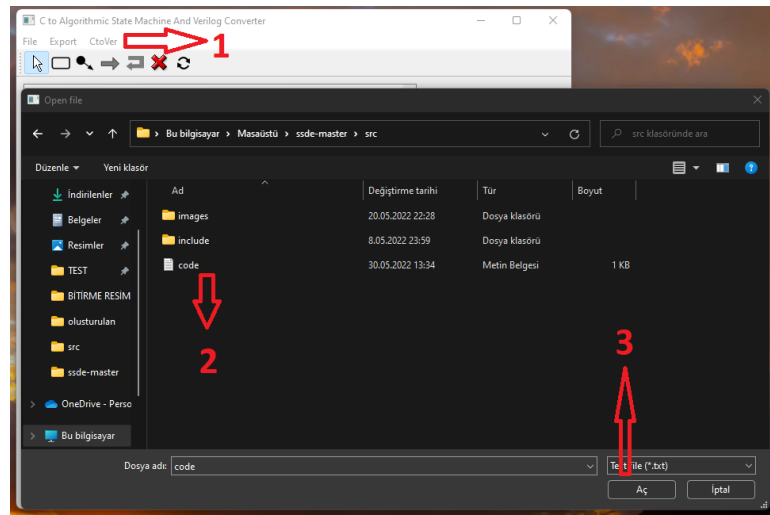 C to Algorithmic State Machine And Verilog Converter
File Export CtoVer
1
Open file
Bu bilgisayar › Masaüstü › ssde-master › src
src klasöründe ara
Düzenle Yeni klasör
Ad Değiştirme tarihi Tür Boyut
İndirilenler
Belgeler
Resimler
TEST
BİTİRME RESİM
olusturulan
src
ssde-master
OneDrive - Perso
Bu bilgisayar
images 20.05.2022 22:28 Dosya klasörü
include 8.05.2022 23:59 Dosya klasörü
code 30.05.2022 13:34 Metin Belgesi 1 KB
2
3
Dosya adı: code
Text file (*.txt)
Aç İptal